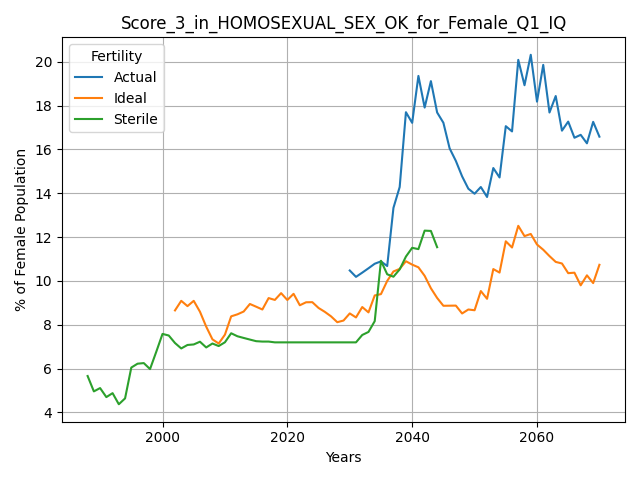 Score_3_in_HOMOSEXUAL_SEX_OK_for_Female_Q1_IQ
Fertility
Actual
Ideal
Sterile
% of Female Population
20
18
16
14
12
10
8
6
4
2000
2020
2040
2060
Years